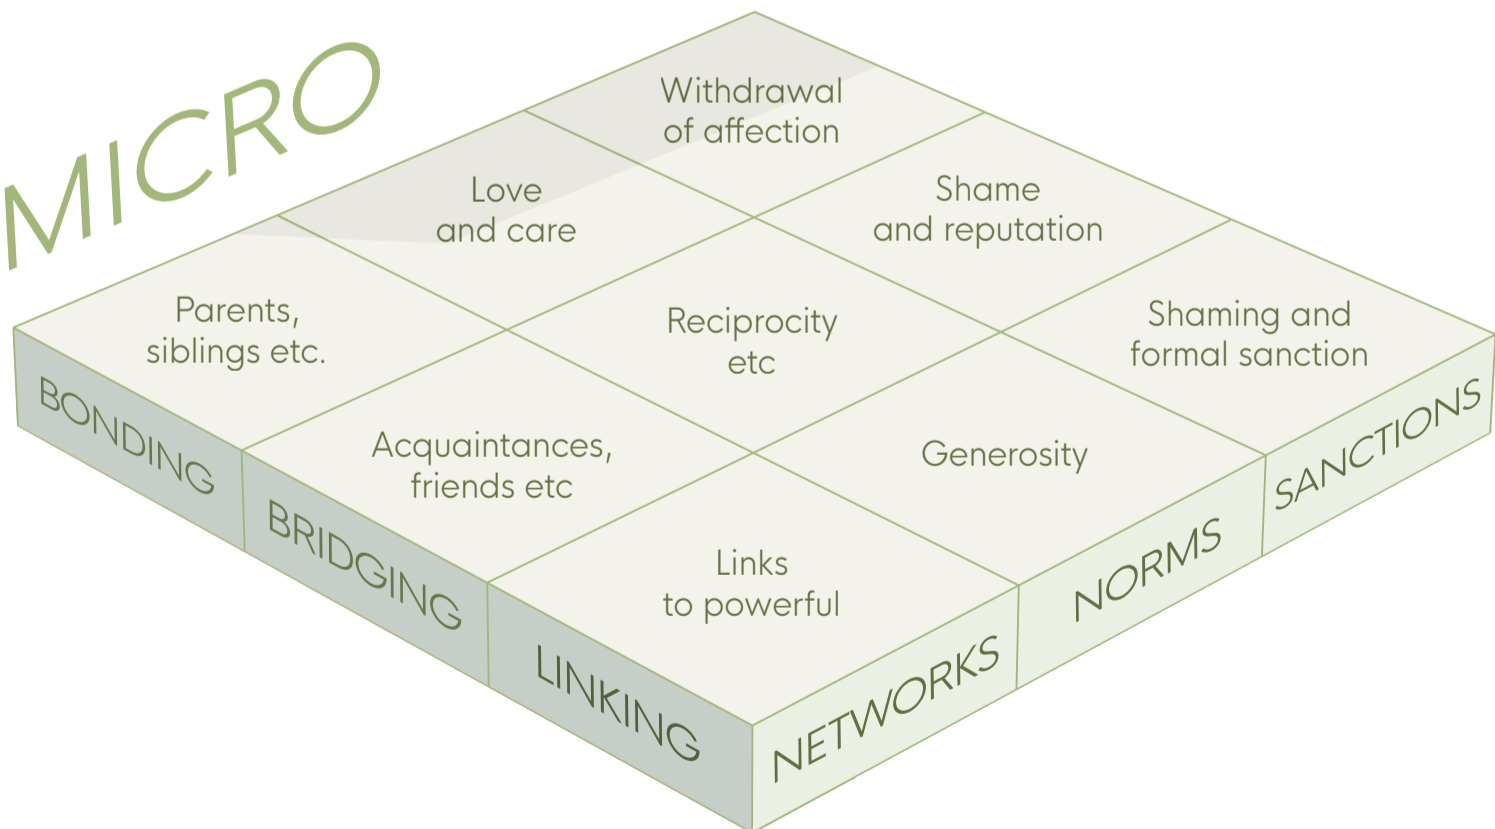 MICRO
Withdrawal
of affection
Love
and care
Shame
and reputation
Parents,
siblings etc.
Reciprocity
etc
Shaming and
formal sanction
Acquaintances,
friends etc
Generosity
Links
to powerful
BONDING
BRIDGING
LINKING
NETWORKS
NORMS
SANCTIONS